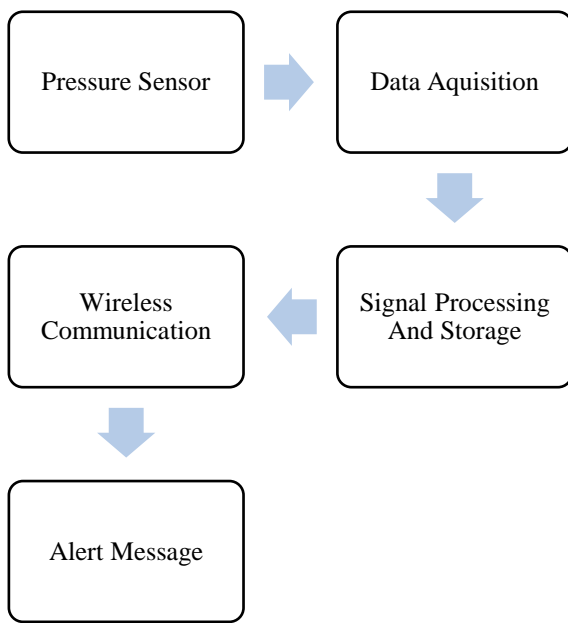 Pressure Sensor
Data Aquisition
Signal Processing
And Storage
Wireless
Communication
Alert Message